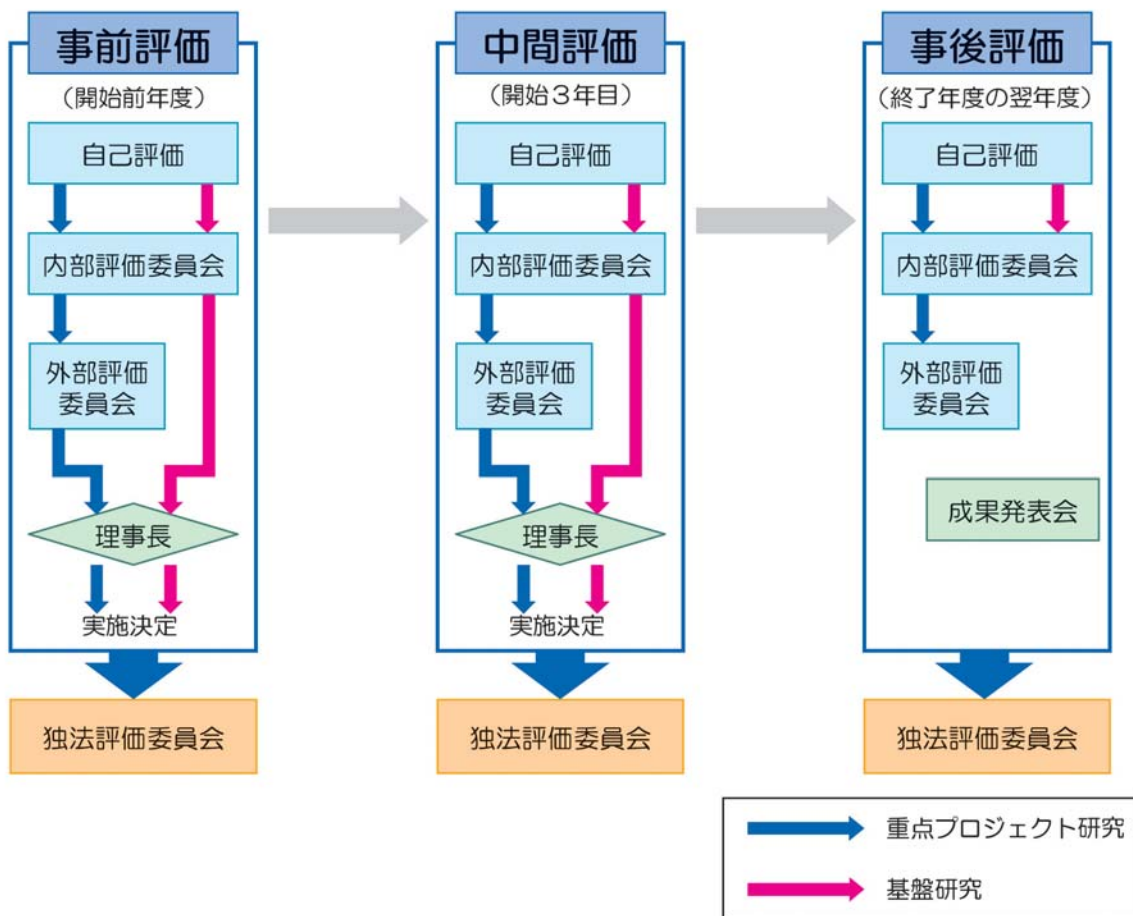 事前評価
（開始前年度）
自己評価
内部評価委員会
外部評価
委員会
理事長
実施決定
独法評価委員会
中間評価
（開始３年目）
自己評価
内部評価委員会
外部評価
委員会
理事長
実施決定
独法評価委員会
事後評価
（終了年度の翌年度）
自己評価
内部評価委員会
外部評価
委員会
成果発表会
独法評価委員会
重点プロジェクト研究
基盤研究